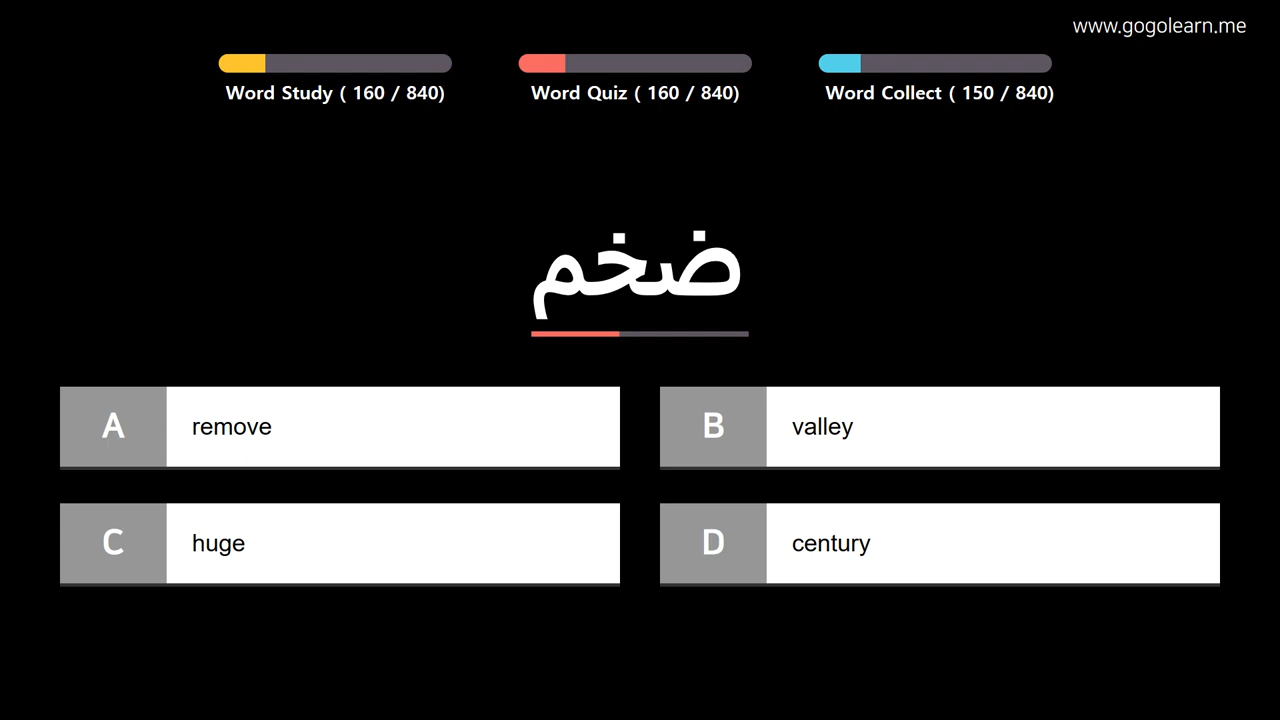 www.gogolearn.me
Word Study ( 160 / 840)
Word Quiz ( 160 / 840)
Word Collect ( 150 / 840)
ضخم
A remove
B valley
C huge
D century